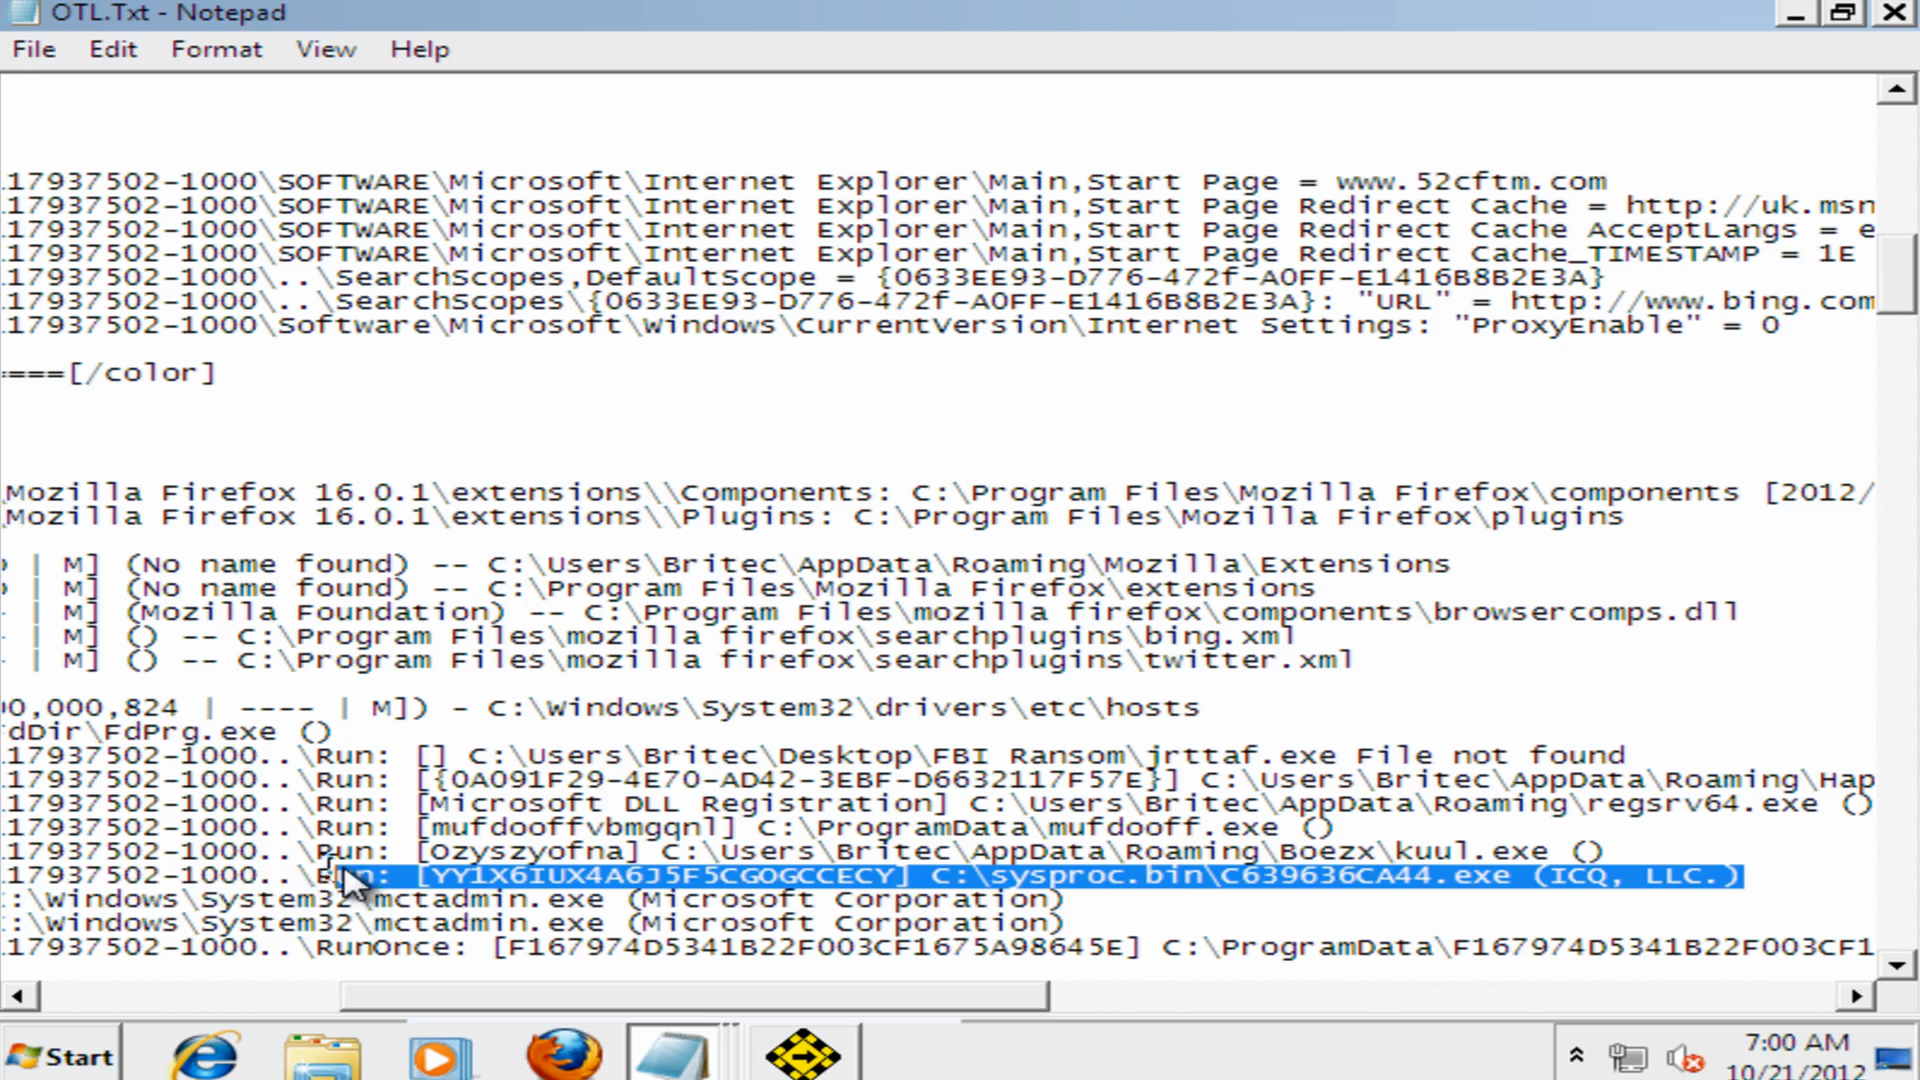 OTL.Txt - Notepad
File Edit Format View Help
17937502-1000\SOFTWARE\Microsoft\Internet Explorer\Main,Start Page = www.52cftm.com
17937502-1000\SOFTWARE\Microsoft\Internet Explorer\Main,Start Page Redirect Cache = http://uk.msn
17937502-1000\SOFTWARE\Microsoft\Internet Explorer\Main,Start Page Redirect Cache AcceptLangs = e
17937502-1000\SOFTWARE\Microsoft\Internet Explorer\Main,Start Page Redirect Cache_TIMESTAMP = 1E
17937502-1000\..\SearchScopes,DefaultScope = {0633EE93-D776-472f-A0FF-E1416B8B2E3A}
17937502-1000\..\SearchScopes\{0633EE93-D776-472f-A0FF-E1416B8B2E3A}: "URL" = http://www.bing.com
17937502-1000\Software\Microsoft\Windows\CurrentVersion\Internet Settings: "ProxyEnable" = 0
====[/color]
\Mozilla Firefox 16.0.1\extensions\\Components: C:\Program Files\Mozilla Firefox\components [2012/
\Mozilla Firefox 16.0.1\extensions\\Plugins: C:\Program Files\Mozilla Firefox\plugins
| M] (No name found) -- C:\Users\Britec\AppData\Roaming\Mozilla\Extensions
| M] (No name found) -- C:\Program Files\Mozilla Firefox\extensions
| M] (Mozilla Foundation) -- C:\Program Files\mozilla firefox\components\browsercomps.dll
| M] () -- C:\Program Files\mozilla firefox\searchplugins\bing.xml
| M] () -- C:\Program Files\mozilla firefox\searchplugins\twitter.xml
00,000,824 | ---- | M]) - C:\Windows\System32\drivers\etc\hosts
dDir\FdPrg.exe ()
17937502-1000..\Run: [] C:\Users\Britec\Desktop\FBI Ransom\jrttaf.exe File not found
17937502-1000..\Run: [{0A091F29-4E70-AD42-3EBF-D6632117F57E}] C:\Users\Britec\AppData\Roaming\Hap
17937502-1000..\Run: [Microsoft DLL Registration] C:\Users\Britec\AppData\Roaming\regsrv64.exe ()
17937502-1000..\Run: [mufdooffvbmgqnl] C:\ProgramData\mufdooff.exe ()
17937502-1000..\Run: [Ozyszyofna] C:\Users\Britec\AppData\Roaming\Boezx\kuul.exe ()
17937502-1000..\Run: [YY1X6IUX4A6J5F5CGOGCCECY] C:\sysproc.bin\C639636CA44.exe (ICQ, LLC.)
:\Windows\System32\mctadmin.exe (Microsoft Corporation)
:\Windows\System32\mctadmin.exe (Microsoft Corporation)
17937502-1000..\RunOnce: [F167974D5341B22F003CF1675A98645E] C:\ProgramData\F167974D5341B22F003CF1
Start
7:00 AM
10/21/2012